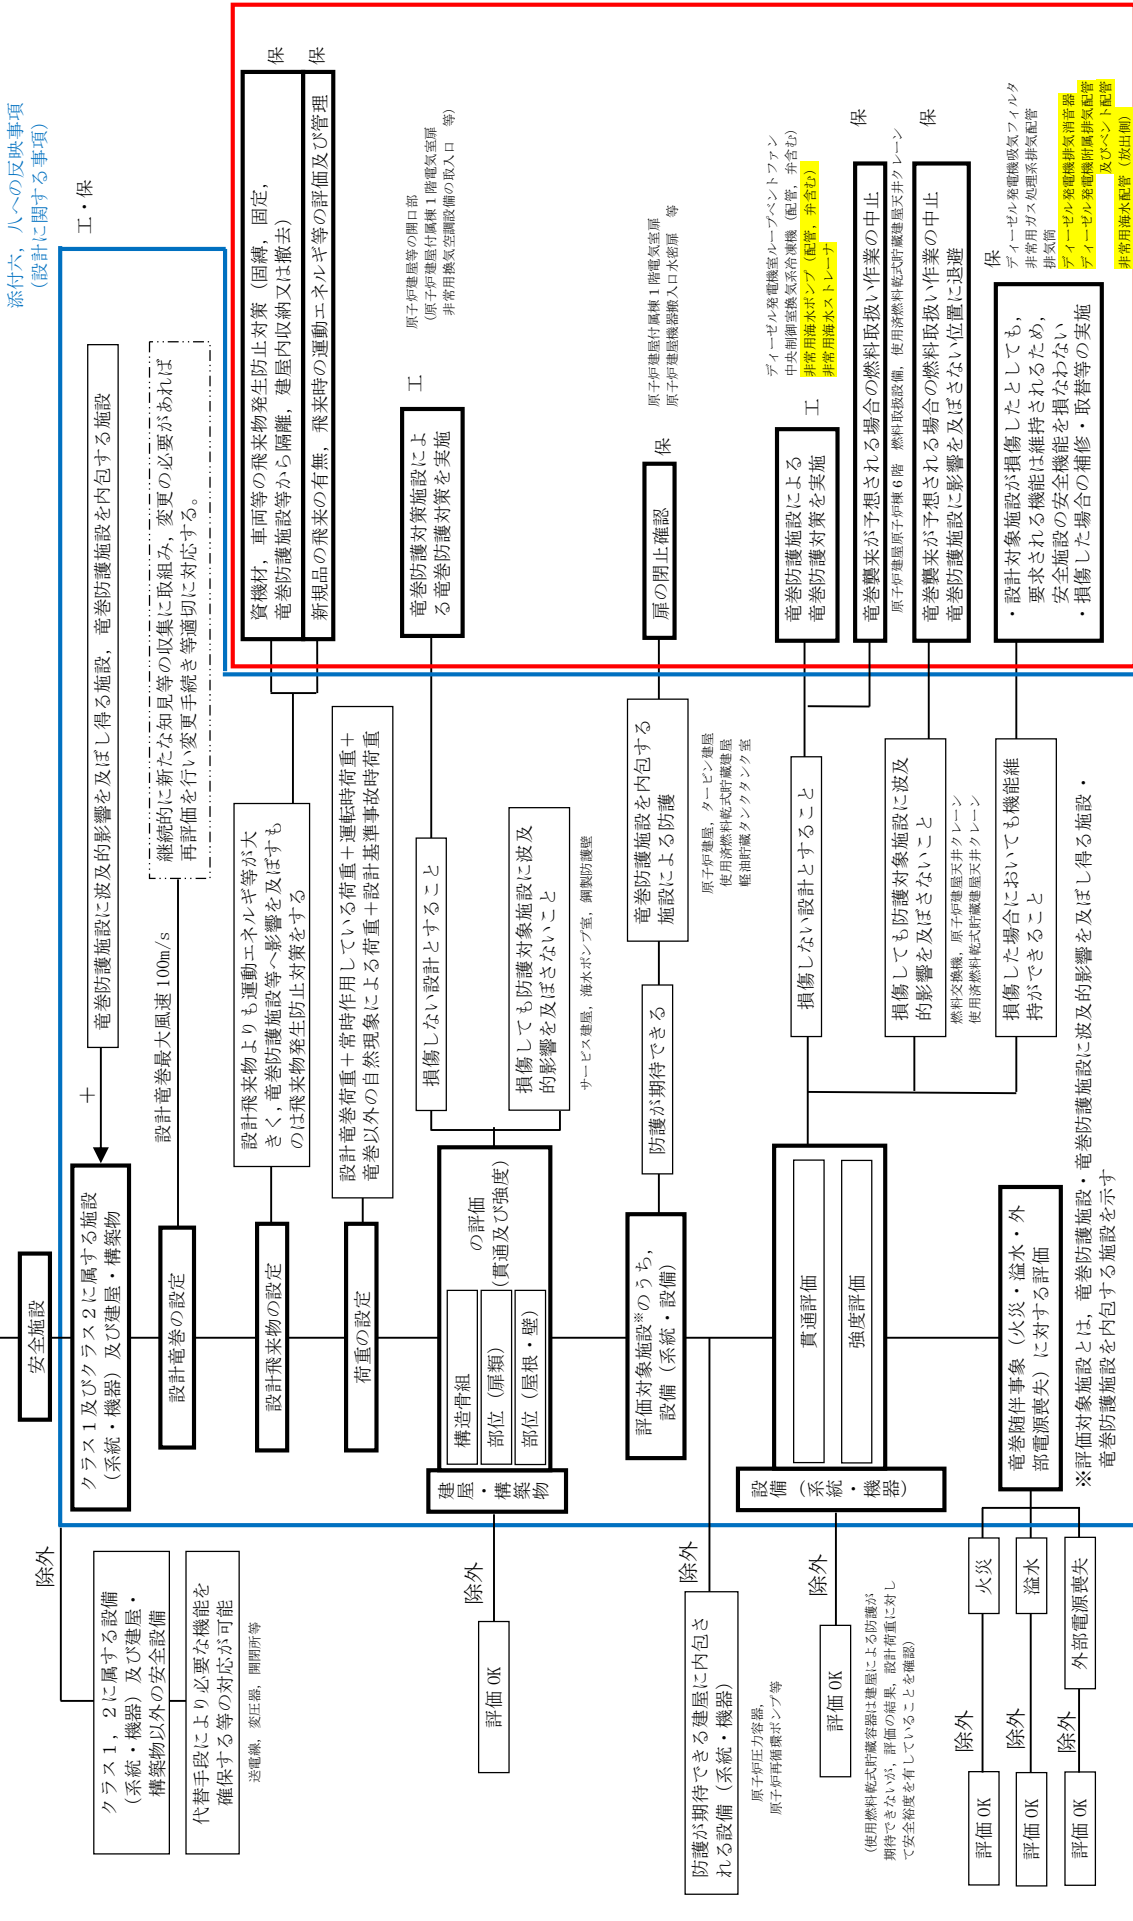 添付六，八への反映事項
（設計に関する事項）
安全施設
除外
クラス１，２に属する設備
（系統・機器）及び建屋・
構築物以外の安全設備
代替手段により必要な機能を
確保する等の対応が可能
送電線，変圧器，開閉所等
クラス１及びクラス２に属する施設
（系統・機器）及び建屋・構築物
＋
竜巻防護施設に波及的影響を及ぼし得る施設，竜巻防護施設を内包する施設
工・保
設計竜巻の設定
設計竜巻最大風速100m/s
継続的に新たな知見等の収集に取組み，変更の必要があれば
再評価を行い変更手続き等適切に対応する。
設計飛来物の設定
設計飛来物よりも運動エネルギ等が大
きく，竜巻防護施設等へ影響を及ぼすも
のは飛来物発生防止対策をする
資機材，車両等の飛来物発生防止対策（固縛，固定，
竜巻防護施設等から隔離，建屋内収納又は撤去）
保
新規品の飛来の有無，飛来時の運動エネルギ等の評価及び管理
保
荷重の設定
設計竜巻荷重＋常時作用している荷重＋運転時荷重＋
竜巻以外の自然現象による荷重＋設計基準事故時荷重
建屋・構築物
構造骨組
部位（扉類）
部位（屋根・壁）
の評価
（貫通及び強度）
除外
評価OK
損傷しない設計とすること
竜巻防護対策施設によ
る竜巻防護対策を実施
工
原子炉建屋等の開口部
（原子炉建屋付属棟１階電気室扉
非常用換気空調設備の取入口　等）
損傷しても防護対象施設に波及
的影響を及ぼさないこと
サービス建屋，海水ポンプ室，鋼製防護壁
評価対象施設※のうち，
設備（系統・設備）
防護が期待できる
竜巻防護施設を内包する
施設による防護
原子炉建屋，タービン建屋
使用済燃料乾式貯蔵建屋
軽油貯蔵タンクタンク室
扉の閉止確認
保
原子炉建屋付属棟１階電気室扉
原子炉建屋機器搬入口水密扉　等
除外
防護が期待できる建屋に内包さ
れる設備（系統・機器）
原子炉圧力容器，
原子炉再循環ポンプ等
設備（系統・機器）
貫通評価
強度評価
除外
評価OK
（使用燃料乾式貯蔵容器は建屋による防護が
期待できないが，評価の結果，設計荷重に対し
て安全裕度を有していることを確認）
損傷しない設計とすること
竜巻防護施設による
竜巻防護対策を実施
工
ディーゼル発電機室ルーフベントファン
中央制御室換気系冷凍機（配管，弁含む）
非常用海水ポンプ（配管，弁含む）
非常用海水ストレーナ
竜巻襲来が予想される場合の燃料取扱い作業の中止
保
原子炉建屋原子炉棟６階　燃料取扱設備，使用済燃料乾式貯蔵建屋天井クレーン
損傷しても防護対象施設に波及
的影響を及ぼさないこと
燃料交換機，原子炉建屋天井クレーン
使用済燃料乾式貯蔵建屋天井クレーン
竜巻襲来が予想される場合の燃料取扱い作業の中止
竜巻防護施設に影響を及ぼさない位置に退避
保
損傷した場合においても機能維
持ができること
・設計対象施設が損傷したとしても，
要求される機能は維持されるため，
安全施設の安全機能を損なわない
・損傷した場合の補修・取替等の実施
保
ディーゼル発電機吸気フィルタ
非常用ガス処理系排気配管
排気筒
ディーゼル発電機排気消音器
ディーゼル発電機付属排気配管
及びベント配管
非常用海水配管（放出側）
竜巻随伴事象（火災・溢水・外
部電源喪失）に対する評価
火災
除外
評価OK
溢水
除外
評価OK
外部電源喪失
除外
評価OK
※評価対象施設とは，竜巻防護施設・竜巻防護施設に波及的影響を及ぼし得る施設・
竜巻防護施設を内包する施設を示す